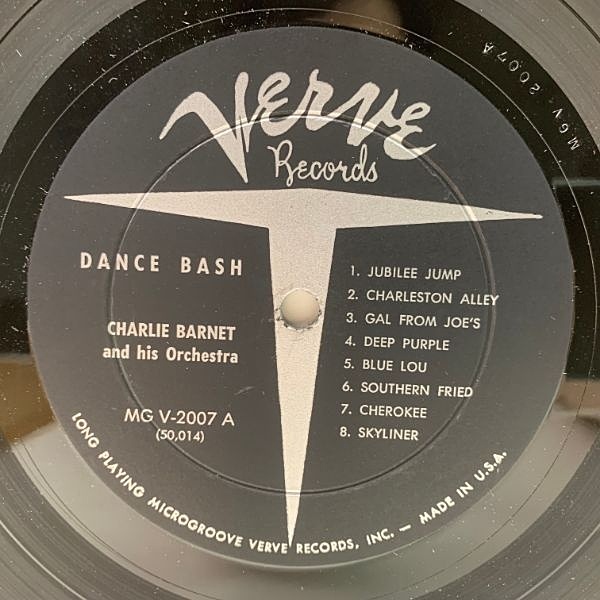 Verve
Records
DANCE BASH
CHARLIE BARNET
and his Orchestra
MG V-2007 A
(50,014)
1. JUBILEE JUMP
2. CHARLESTON ALLEY
3. GAL FROM JOE'S
4. DEEP PURPLE
5. BLUE LOU
6. SOUTHERN FRIED
7. CHEROKEE
8. SKYLINER
LONG PLAYING MICROGROOVE VERVE RECORDS, INC. — MADE IN U.S.A.
MGV 2007A